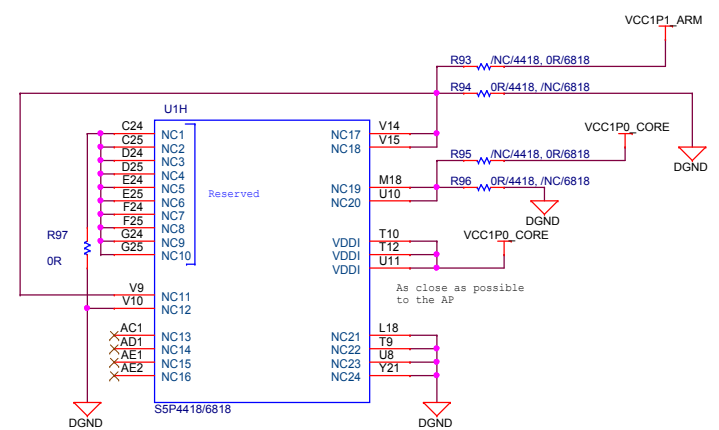 VCC1P1_ARM
R93 /NC/4418, 0R/6818
R94 0R/4418, /NC/6818
U1H
VCC1P0_CORE
C24 NC1 NC17 V14
C25 NC2 NC18 V15
D24 NC3
D25 NC4
R95 /NC/4418, 0R/6818
DGND
E24 NC5 NC19 M18
E25 NC6 NC20 U10
R96 0R/4418, /NC/6818
Reserved
F24 NC7
F25 NC8
DGND
R97
0R
G24 NC9 VDDI T10
G25 NC10 VDDI T12
VDDI U11
VCC1P0_CORE
As close as possible
to the AP
V9 NC11
V10 NC12
AC1 NC13 NC21 L18
AD1 NC14 NC22 T9
AE1 NC15 NC23 U8
AE2 NC16 NC24 Y21
S5P4418/6818
DGND
DGND